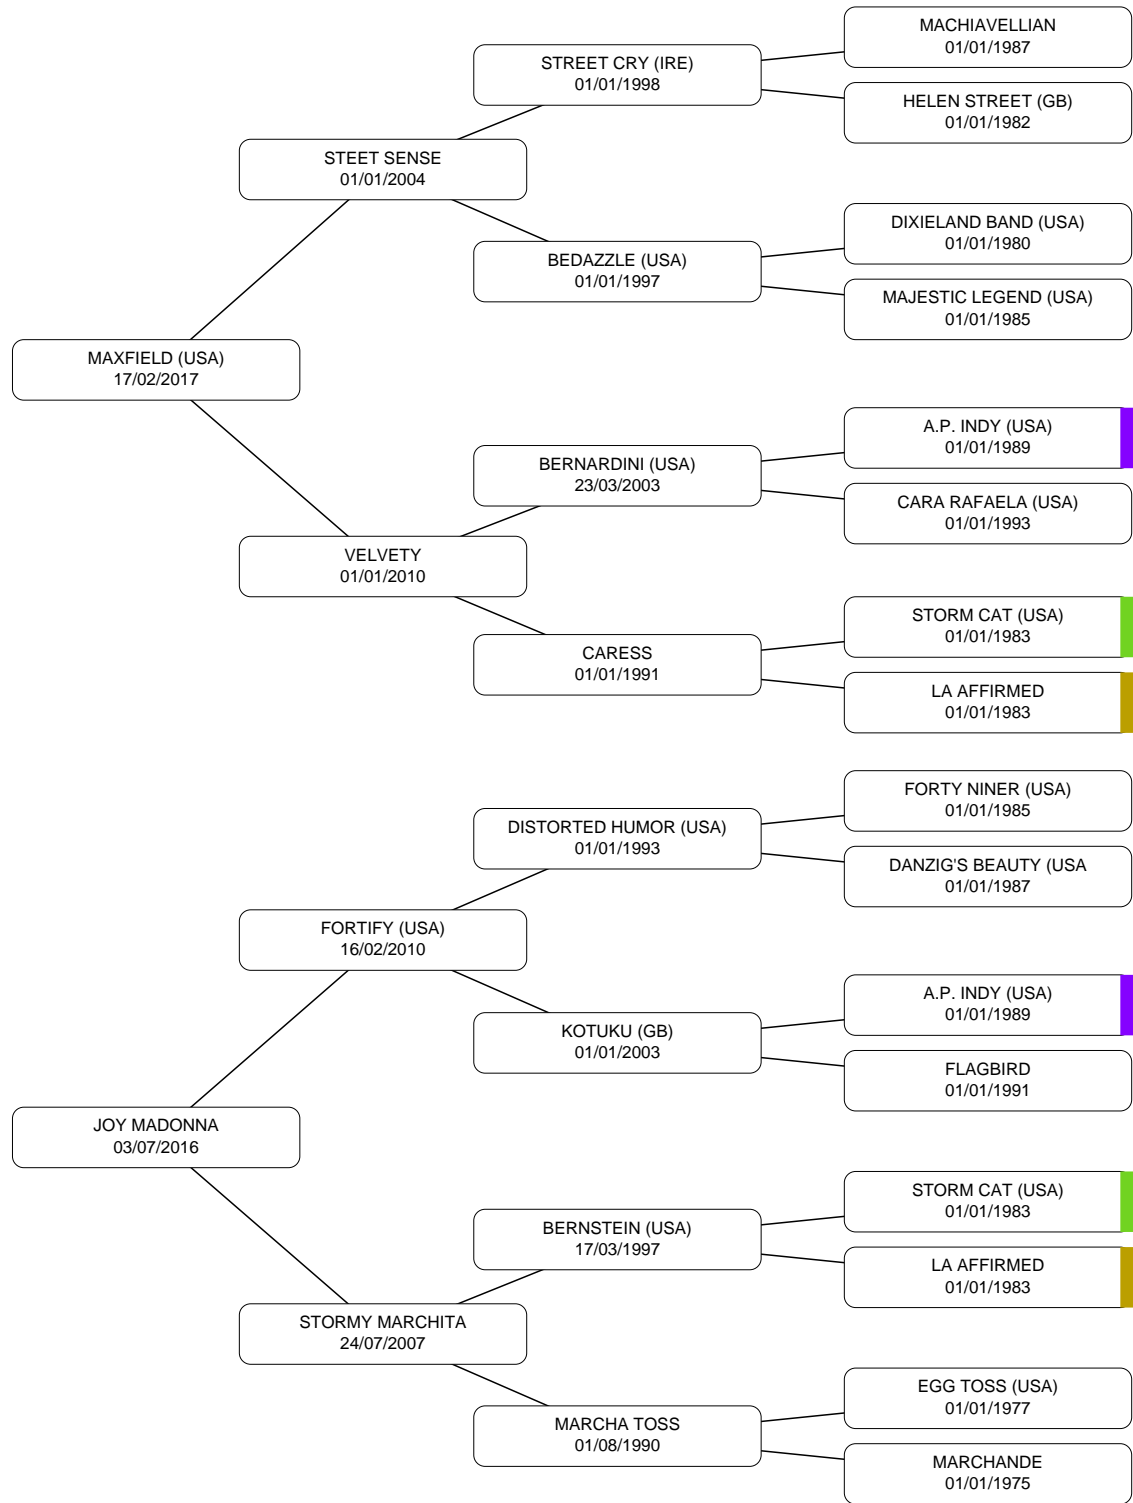 MACHIAVELLIAN
01/01/1987
STREET CRY (IRE)
01/01/1998
HELEN STREET (GB)
01/01/1982
STEET SENSE
01/01/2004
DIXIELAND BAND (USA)
01/01/1980
BEDAZZLE (USA)
01/01/1997
MAJESTIC LEGEND (USA)
01/01/1985
MAXFIELD (USA)
17/02/2017
A.P. INDY (USA)
01/01/1989
BERNARDINI (USA)
23/03/2003
CARA RAFAELA (USA)
01/01/1993
VELVETY
01/01/2010
STORM CAT (USA)
01/01/1983
CARESS
01/01/1991
LA AFFIRMED
01/01/1983
FORTY NINER (USA)
01/01/1985
DISTORTED HUMOR (USA)
01/01/1993
DANZIG'S BEAUTY (USA
01/01/1987
FORTIFY (USA)
16/02/2010
A.P. INDY (USA)
01/01/1989
KOTUKU (GB)
01/01/2003
FLAGBIRD
01/01/1991
JOY MADONNA
03/07/2016
STORM CAT (USA)
01/01/1983
BERNSTEIN (USA)
17/03/1997
LA AFFIRMED
01/01/1983
STORMY MARCHITA
24/07/2007
EGG TOSS (USA)
01/01/1977
MARCHA TOSS
01/08/1990
MARCHANDE
01/01/1975